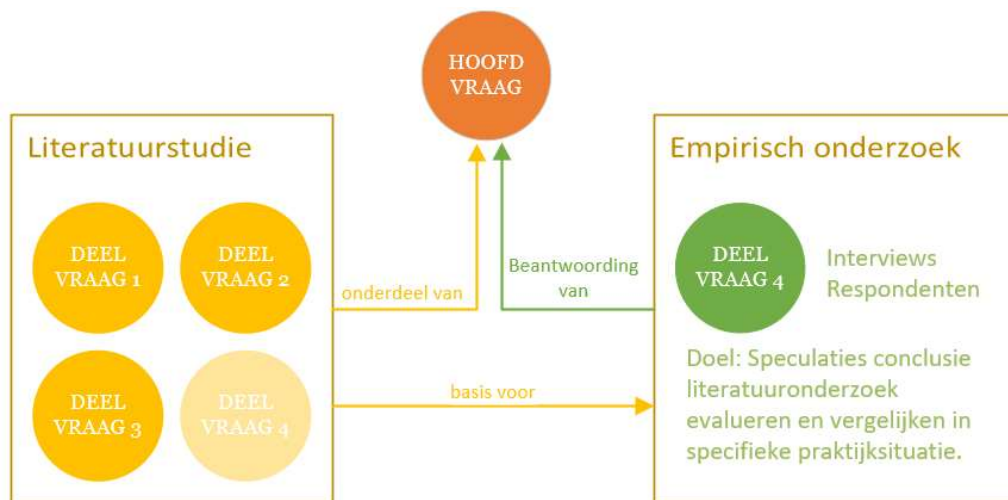 HOOFD
VRAAG
Literatuurstudie
DEEL
VRAAG 1
DEEL
VRAAG 2
DEEL
VRAAG 3
DEEL
VRAAG 4
onderdeel van
Beantwoording
van
basis voor
Empirisch onderzoek
DEEL
VRAAG 4
Interviews
Respondenten
Doel: Speculaties conclusie
literatuuronderzoek
evalueren en vergelijken in
specifieke praktijksituatie.